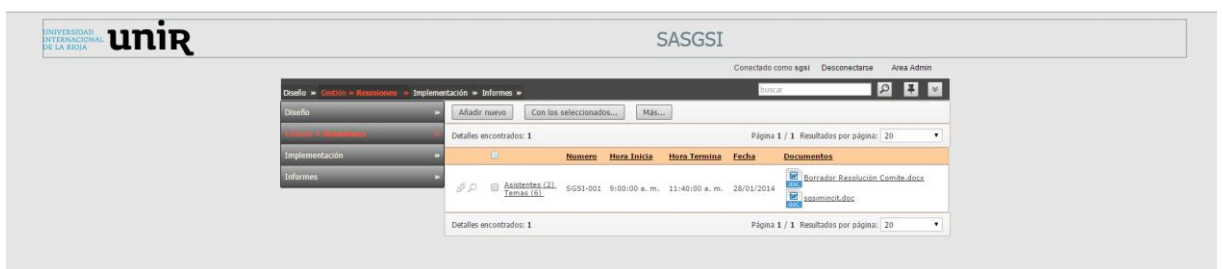 UNIVERSIDAD
INTERNACIONAL
DE LA RIOJA
unir
SASGSI
Conectado como sgsi Desconectarse Area Admin
Diseño » Gestión » Reuniones » Implementación » Informes » buscar
Diseño »
Gestión » Reuniones
Implementación »
Informes »
Añadir nuevo Con los seleccionados... Más...
Detalles encontrados: 1 Página 1 / 1 Resultados por página: 20
Numero Hora Inicia Hora Termina Fecha Documentos
Asistentes (2)
Temas (6)
SGSI-001 9:00:00 a. m. 11:40:00 a. m. 28/01/2014
DOC Borrador Resolución Comite.docx
DOC sgsimincit.doc
Detalles encontrados: 1 Página 1 / 1 Resultados por página: 20